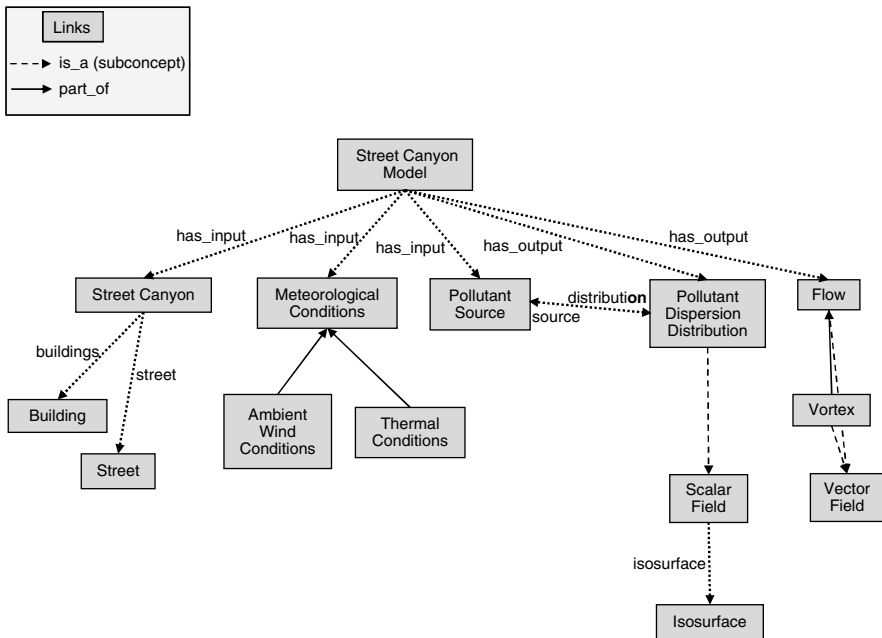 Links
is_a (subconcept)
part_of
Street Canyon
Model
has_input
has_input
has_input
has_output
has_output
Street Canyon
Meteorological
Conditions
Pollutant
Source
distribution
source
Pollutant
Dispersion
Distribution
Flow
buildings
street
Building
Street
Ambient
Wind
Conditions
Thermal
Conditions
Vortex
Scalar
Field
Vector
Field
isosurface
Isosurface